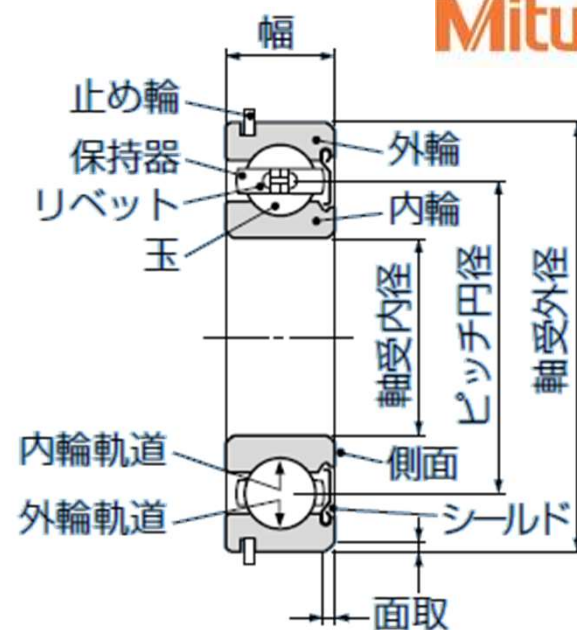 Mitu
幅
止め輪
保持器
リベット
玉
外輪
内輪
軸受内径
ピッチ円径
軸受外径
内輪軌道
外輪軌道
側面
シールド
面取